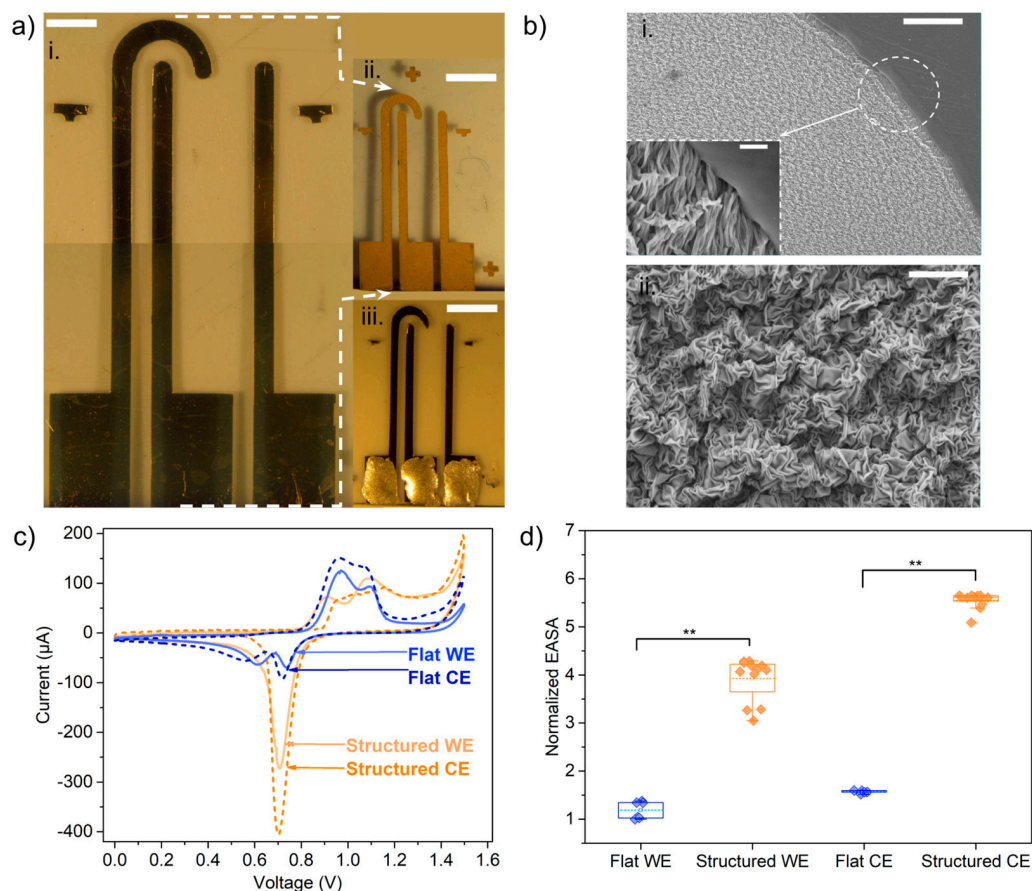 a)
i.
ii.
iii.
b)
i.
ii.
c)
200
100
0
-100
-200
-300
-400
Current (µA)
Flat WE
Flat CE
Structured WE
Structured CE
0.0 0.2 0.4 0.6 0.8 1.0 1.2 1.4 1.6
Voltage (V)
d)
7
6
5
4
3
2
1
Normalized EASA
**
**
Flat WE Structured WE Flat CE Structured CE